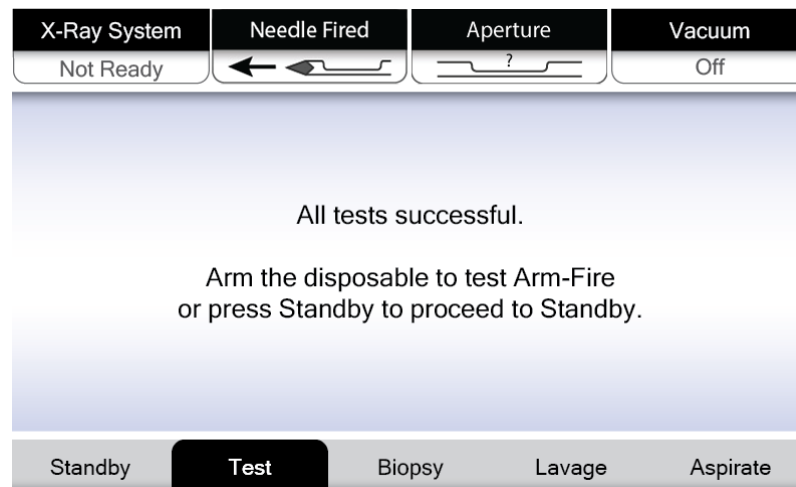 X-Ray System Needle Fired Aperture Vacuum
Not Ready ? Off
All tests successful.
Arm the disposable to test Arm-Fire
or press Standby to proceed to Standby.
Standby Test Biopsy Lavage Aspirate